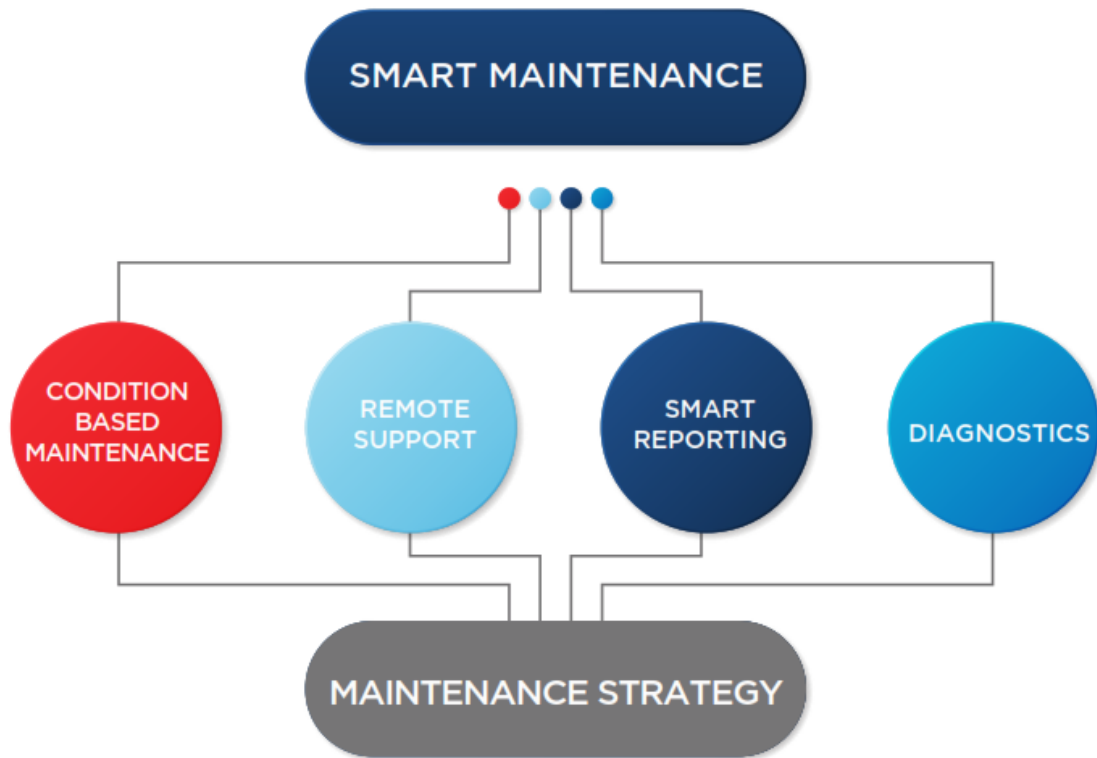 SMART MAINTENANCE
CONDITION
BASED
MAINTENANCE
REMOTE
SUPPORT
SMART
REPORTING
DIAGNOSTICS
MAINTENANCE STRATEGY